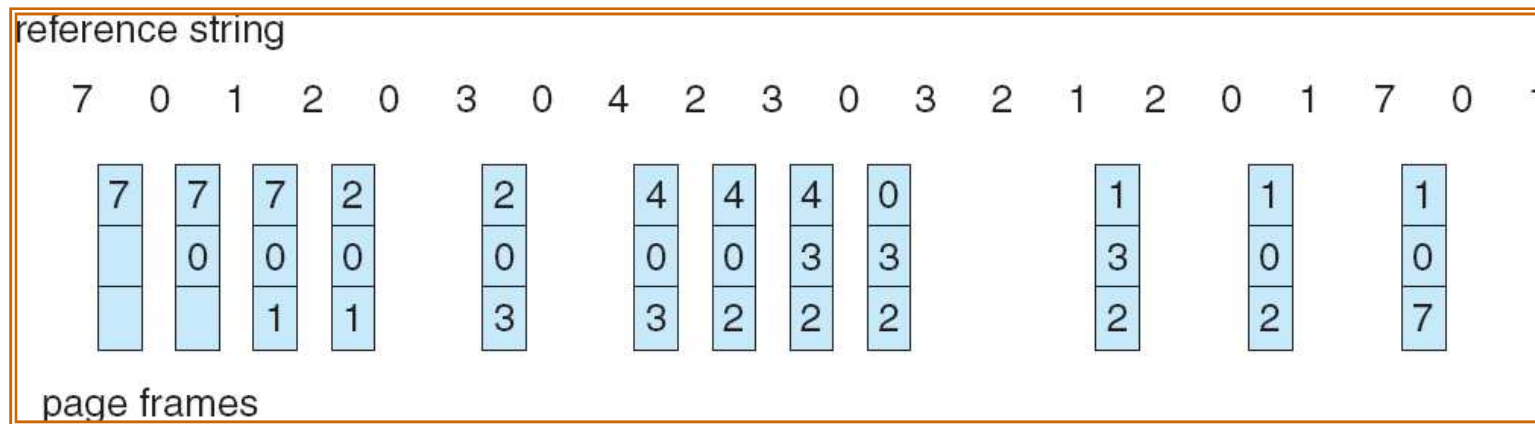 reference string
7 0 1 2 0 3 0 4 2 3 0 3 2 1 2 0 1 7 0 1
7 7 7 2 2 4 4 4 0 1 1 1
0 0 0 0 0 0 3 3 3 0 0
1 1 3 3 2 2 2 2 2 7
page frames